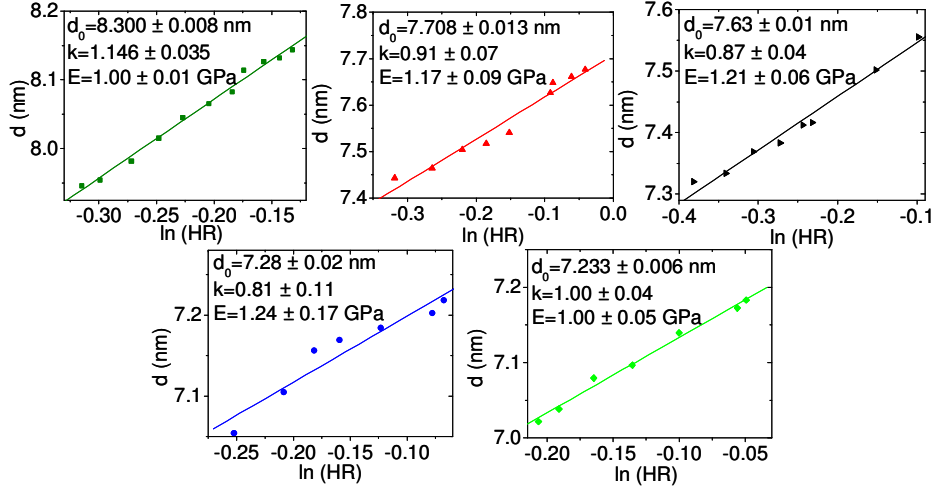 d₀=8.300 ± 0.008 nm
k=1.146 ± 0.035
E=1.00 ± 0.01 GPa
8.1
8.0
d (nm)
-0.30 -0.25 -0.20 -0.15
ln (HR)
d₀=7.708 ± 0.013 nm
k=0.91 ± 0.07
E=1.17 ± 0.09 GPa
7.8
7.7
7.6
7.5
7.4
d (nm)
-0.3 -0.2 -0.1 0.0
ln (HR)
d₀=7.63 ± 0.01 nm
k=0.87 ± 0.04
E=1.21 ± 0.06 GPa
7.6
7.5
7.4
7.3
d (nm)
-0.4 -0.3 -0.2 -0.1
ln (HR)
d₀=7.28 ± 0.02 nm
k=0.81 ± 0.11
E=1.24 ± 0.17 GPa
7.2
7.1
d (nm)
-0.25 -0.20 -0.15 -0.10
ln (HR)
d₀=7.233 ± 0.006 nm
k=1.00 ± 0.04
E=1.00 ± 0.05 GPa
7.2
7.1
7.0
d (nm)
-0.20 -0.15 -0.10 -0.05
ln (HR)